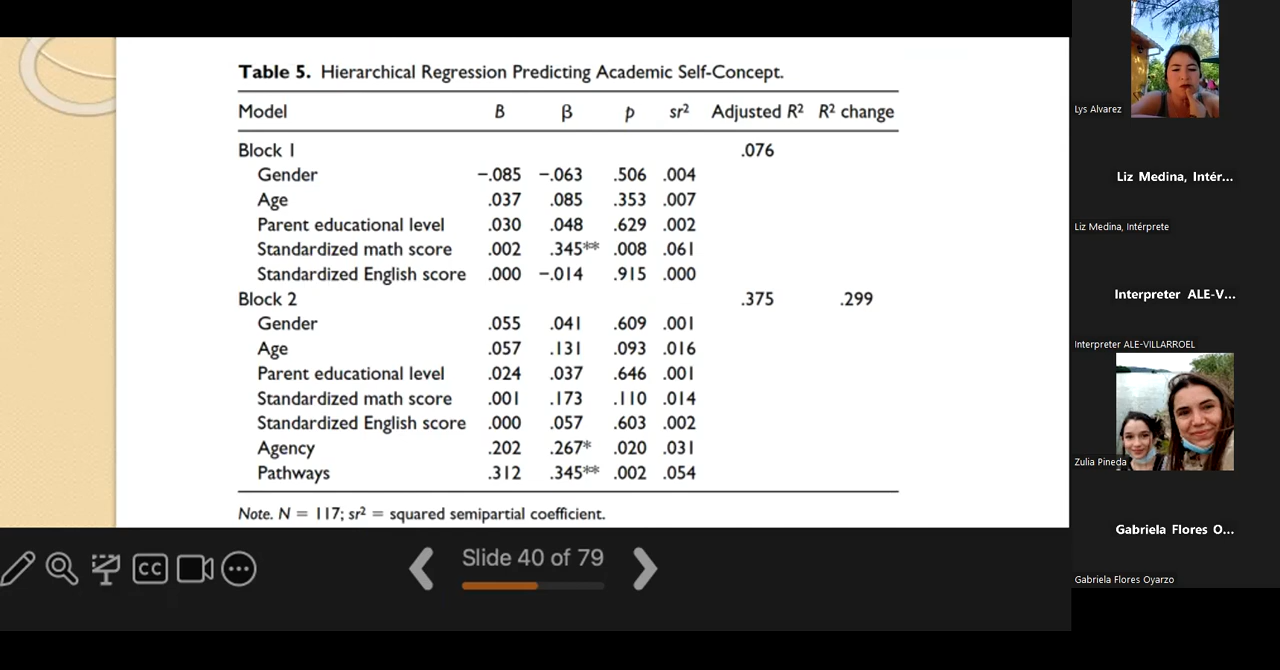 Table 5. Hierarchical Regression Predicting Academic Self-Concept.
Model B β p sr² Adjusted R² R² change
Block 1 .076
Gender −.085 −.063 .506 .004
Age .037 .085 .353 .007
Parent educational level .030 .048 .629 .002
Standardized math score .002 .345** .008 .061
Standardized English score .000 −.014 .915 .000
Block 2 .375 .299
Gender .055 .041 .609 .001
Age .057 .131 .093 .016
Parent educational level .024 .037 .646 .001
Standardized math score .001 .173 .110 .014
Standardized English score .000 .057 .603 .002
Agency .202 .267* .020 .031
Pathways .312 .345** .002 .054
Note. N = 117; sr² = squared semipartial coefficient.
CC
Slide 40 of 79
Lys Alvarez
Liz Medina, Intér...
Liz Medina, Intérprete
Interpreter ALE-V...
Interpreter ALE-VILLARROEL
Zulia Pineda
Gabriela Flores O...
Gabriela Flores Oyarzo